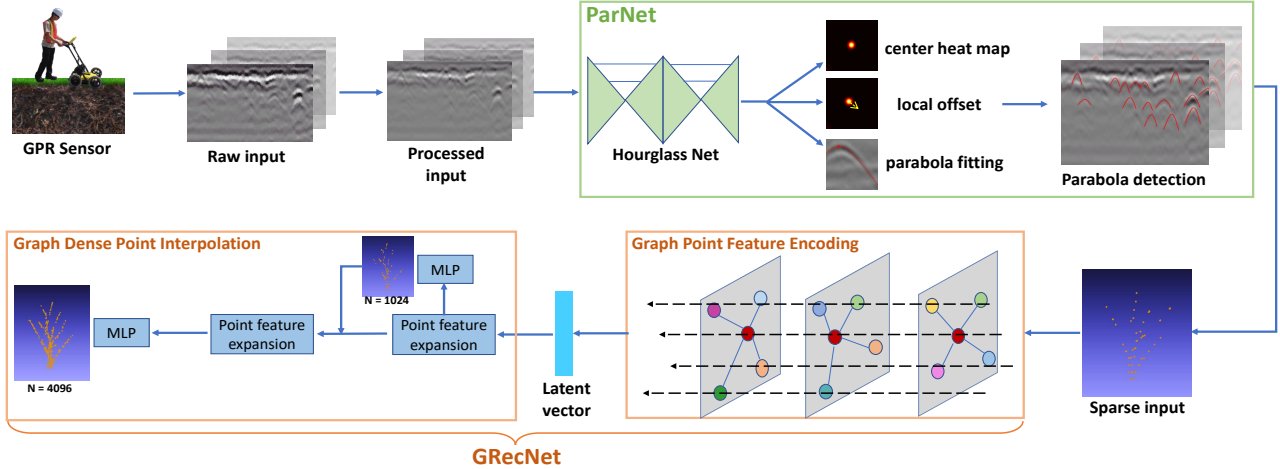 ParNet
GPR Sensor
Raw input
Processed
input
Hourglass Net
center heat map
local offset
parabola fitting
Parabola detection
Graph Dense Point Interpolation
N = 4096
MLP
Point feature
expansion
N = 1024
MLP
Point feature
expansion
Latent
vector
Graph Point Feature Encoding
Sparse input
GRecNet